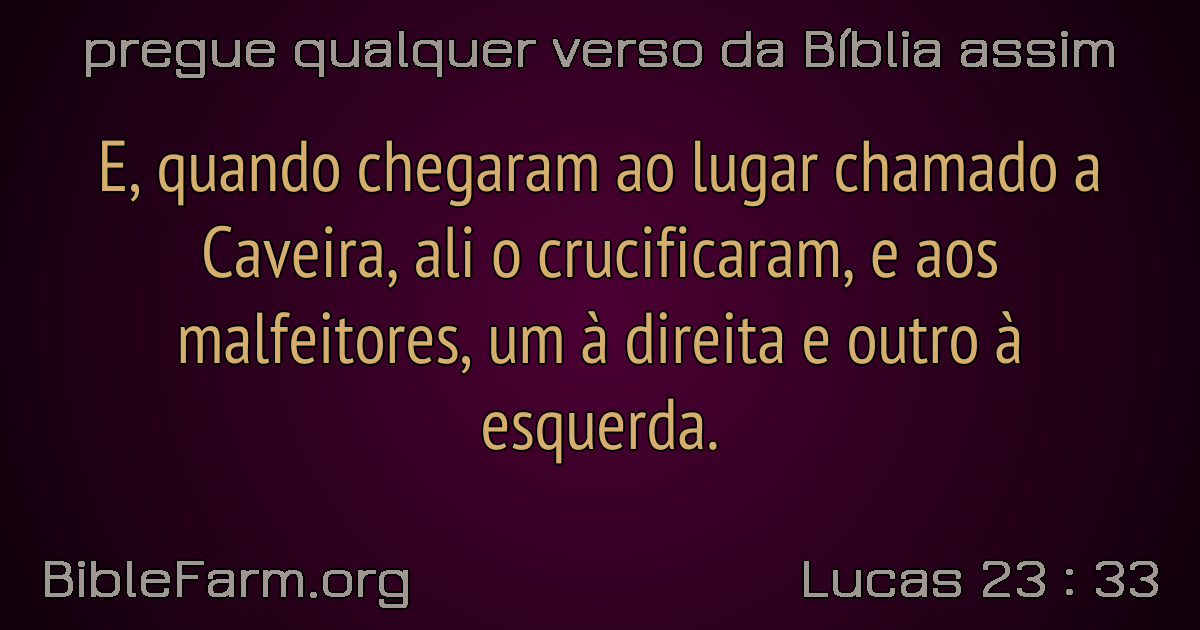 pregue qualquer verso da Bíblia assim
E, quando chegaram ao lugar chamado a
Caveira, ali o crucificaram, e aos
malfeitores, um à direita e outro à
esquerda.
BibleFarm.org
Lucas 23 : 33